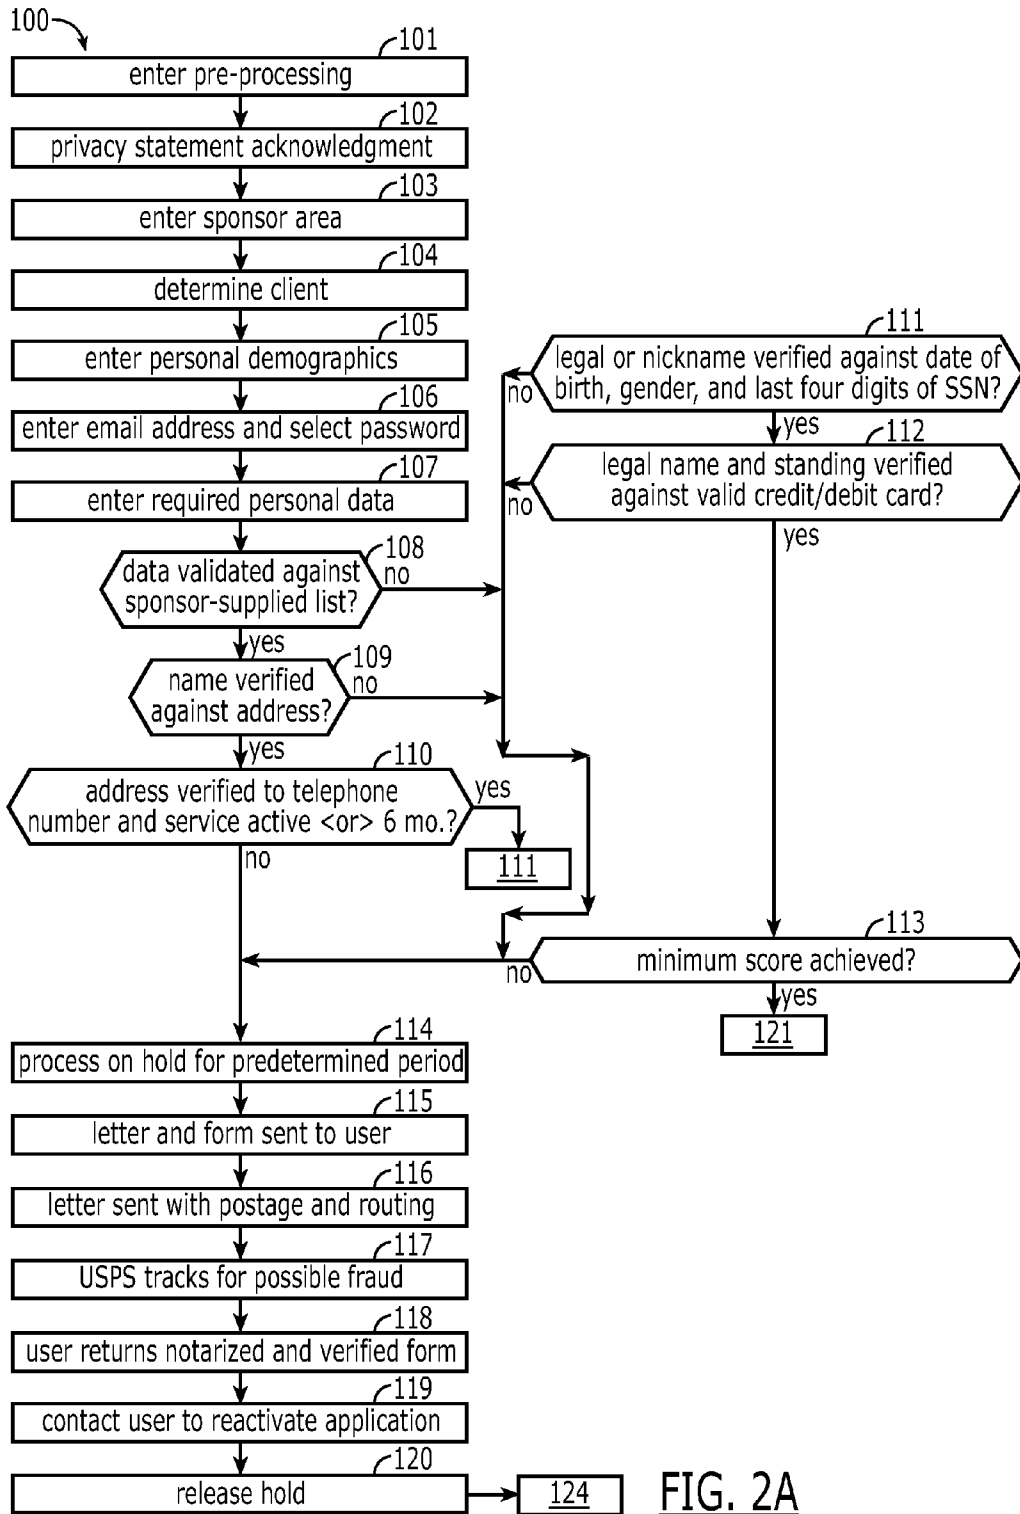 100
101
enter pre-processing
102
privacy statement acknowledgment
103
enter sponsor area
104
determine client
105
enter personal demographics
106
enter email address and select password
107
enter required personal data
108
data validated against
sponsor-supplied list?
no
yes
109
name verified
against address?
no
yes
110
address verified to telephone
number and service active <or> 6 mo.?
yes
111
no
111
legal or nickname verified against date of
birth, gender, and last four digits of SSN?
no
yes
112
legal name and standing verified
against valid credit/debit card?
no
yes
113
minimum score achieved?
no
yes
121
114
process on hold for predetermined period
115
letter and form sent to user
116
letter sent with postage and routing
117
USPS tracks for possible fraud
118
user returns notarized and verified form
119
contact user to reactivate application
120
release hold
124
FIG. 2A